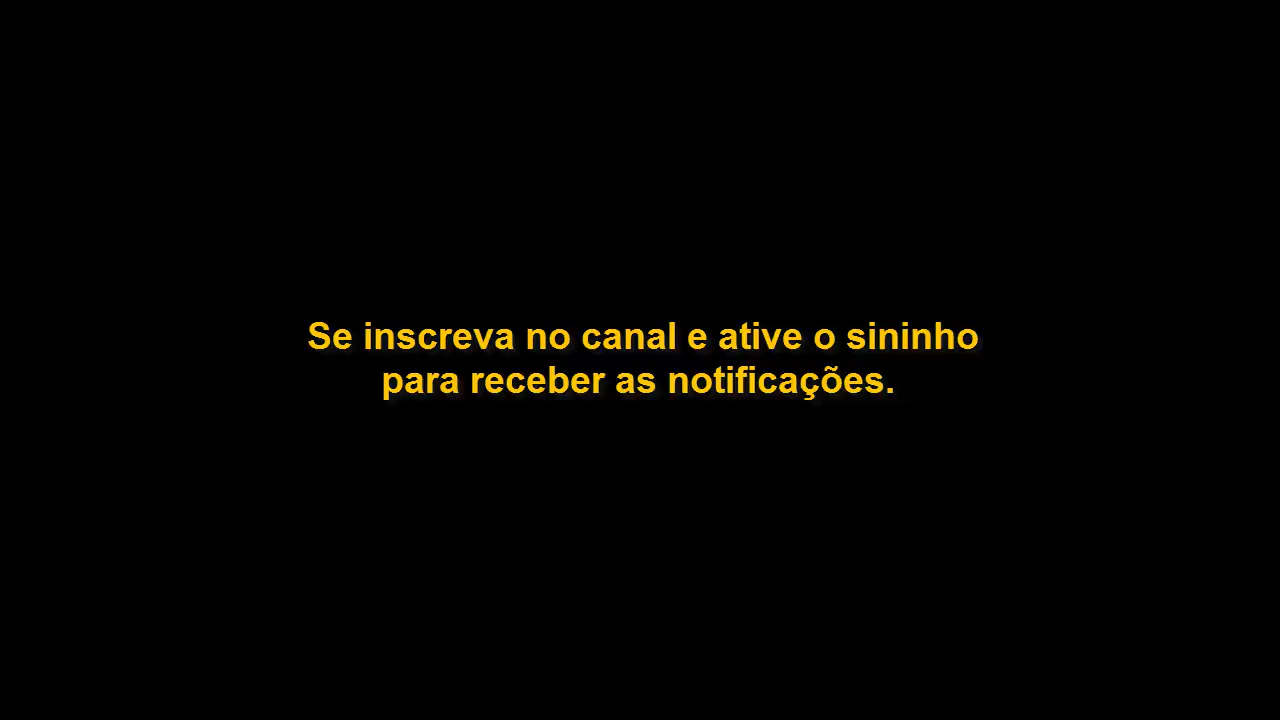 Se inscreva no canal e ative o sininho
para receber as notificações.